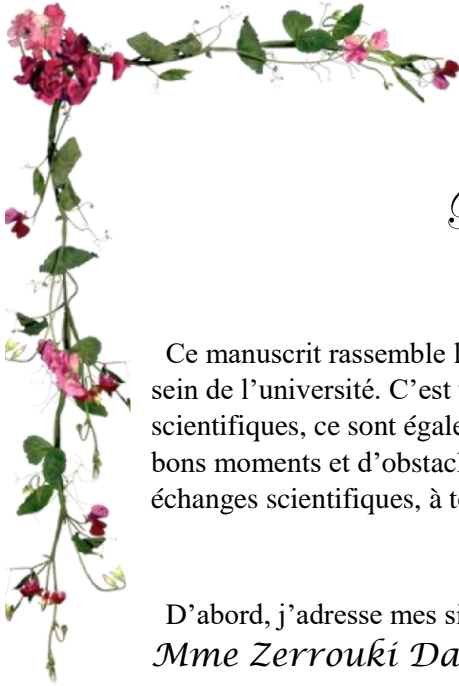 Ce manuscrit rassemble
sein de l’université. C’est
scientifiques, ce sont
bons moments et
échanges scientifiques, à
D’abord, j’adresse mes
Mme Zerrouki